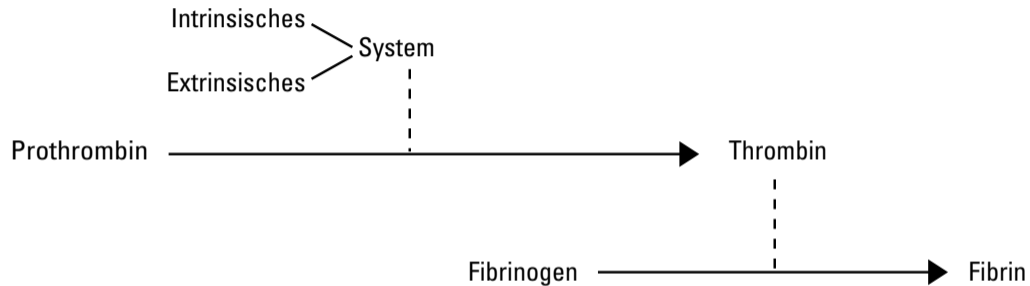 Intrinsisches
System
Extrinsisches
Prothrombin
Thrombin
Fibrinogen
Fibrin